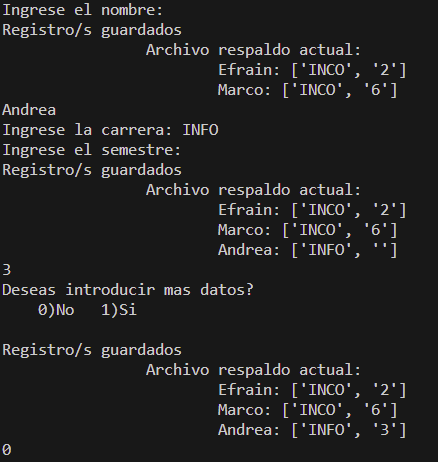 Ingrese el nombre:
Registro/s guardados
Archivo respaldo actual:
Efrain: ['INCO', '2']
Marco: ['INCO', '6']
Andrea
Ingrese la carrera: INFO
Ingrese el semestre:
Registro/s guardados
Archivo respaldo actual:
Efrain: ['INCO', '2']
Marco: ['INCO', '6']
Andrea: ['INFO', '']
3
Deseas introducir mas datos?
0)No   1)Si
Registro/s guardados
Archivo respaldo actual:
Efrain: ['INCO', '2']
Marco: ['INCO', '6']
Andrea: ['INFO', '3']
0